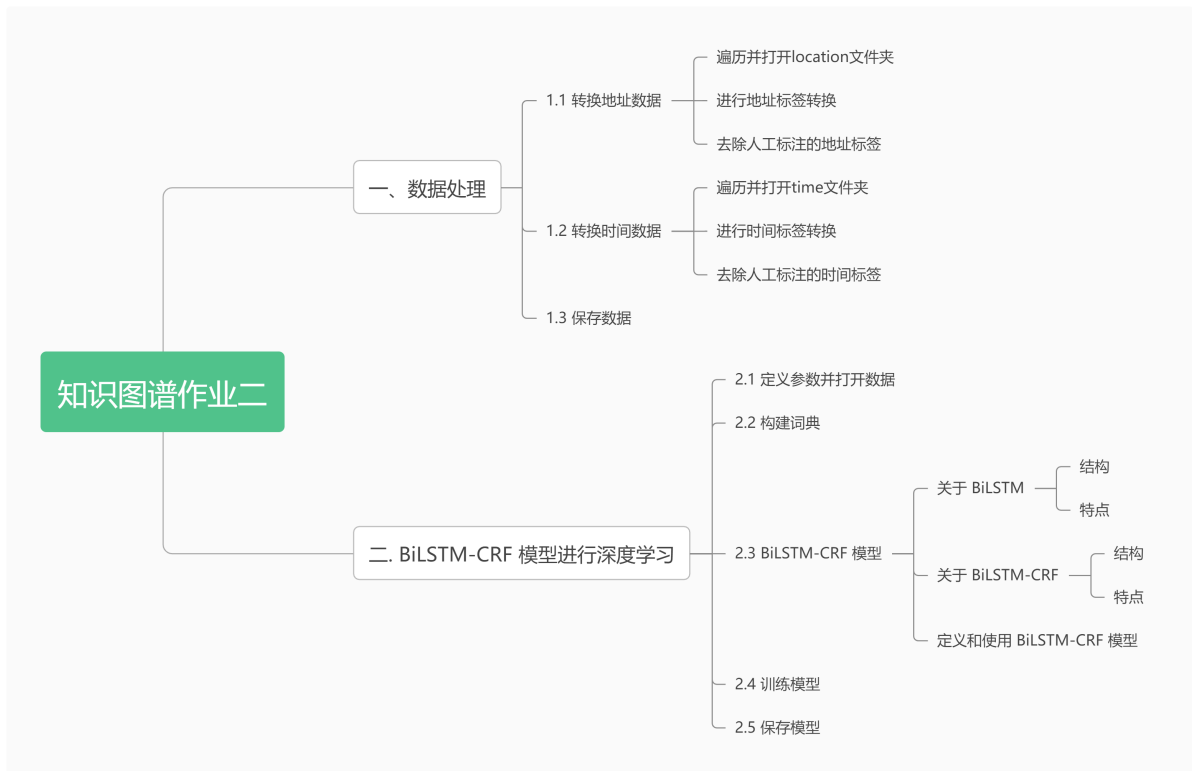 知识图谱作业二
一、数据处理
1.1 转换地址数据
遍历并打开location文件夹
进行地址标签转换
去除人工标注的地址标签
1.2 转换时间数据
遍历并打开time文件夹
进行时间标签转换
去除人工标注的时间标签
1.3 保存数据
二. BiLSTM-CRF 模型进行深度学习
2.1 定义参数并打开数据
2.2 构建词典
2.3 BiLSTM-CRF 模型
关于 BiLSTM
结构
特点
关于 BiLSTM-CRF
结构
特点
定义和使用 BiLSTM-CRF 模型
2.4 训练模型
2.5 保存模型